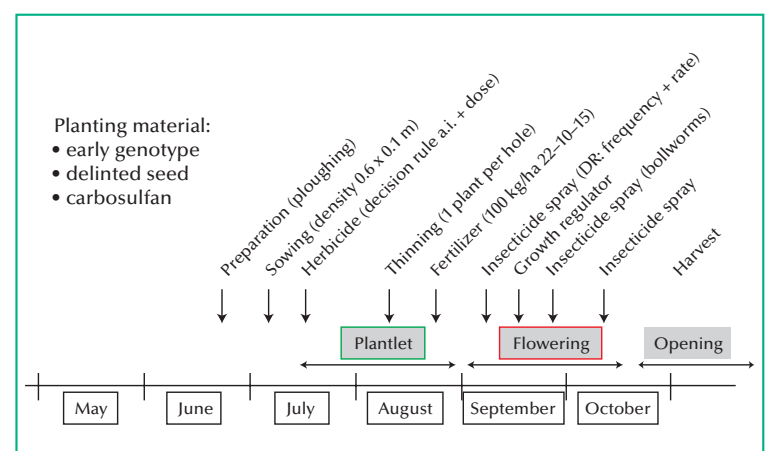 Planting material:
• early genotype
• delinted seed
• carbosulfan
Preparation (ploughing)
Sowing (density 0.6 x 0.1 m)
Herbicide (decision rule a.i. + dose)
Thinning (1 plant per hole)
Fertilizer (100 kg/ha 22–10–15)
Insecticide spray (DR: frequency + rate)
Growth regulator
Insecticide spray (bollworms)
Insecticide spray
Harvest
Plantlet
Flowering
Opening
May
June
July
August
September
October